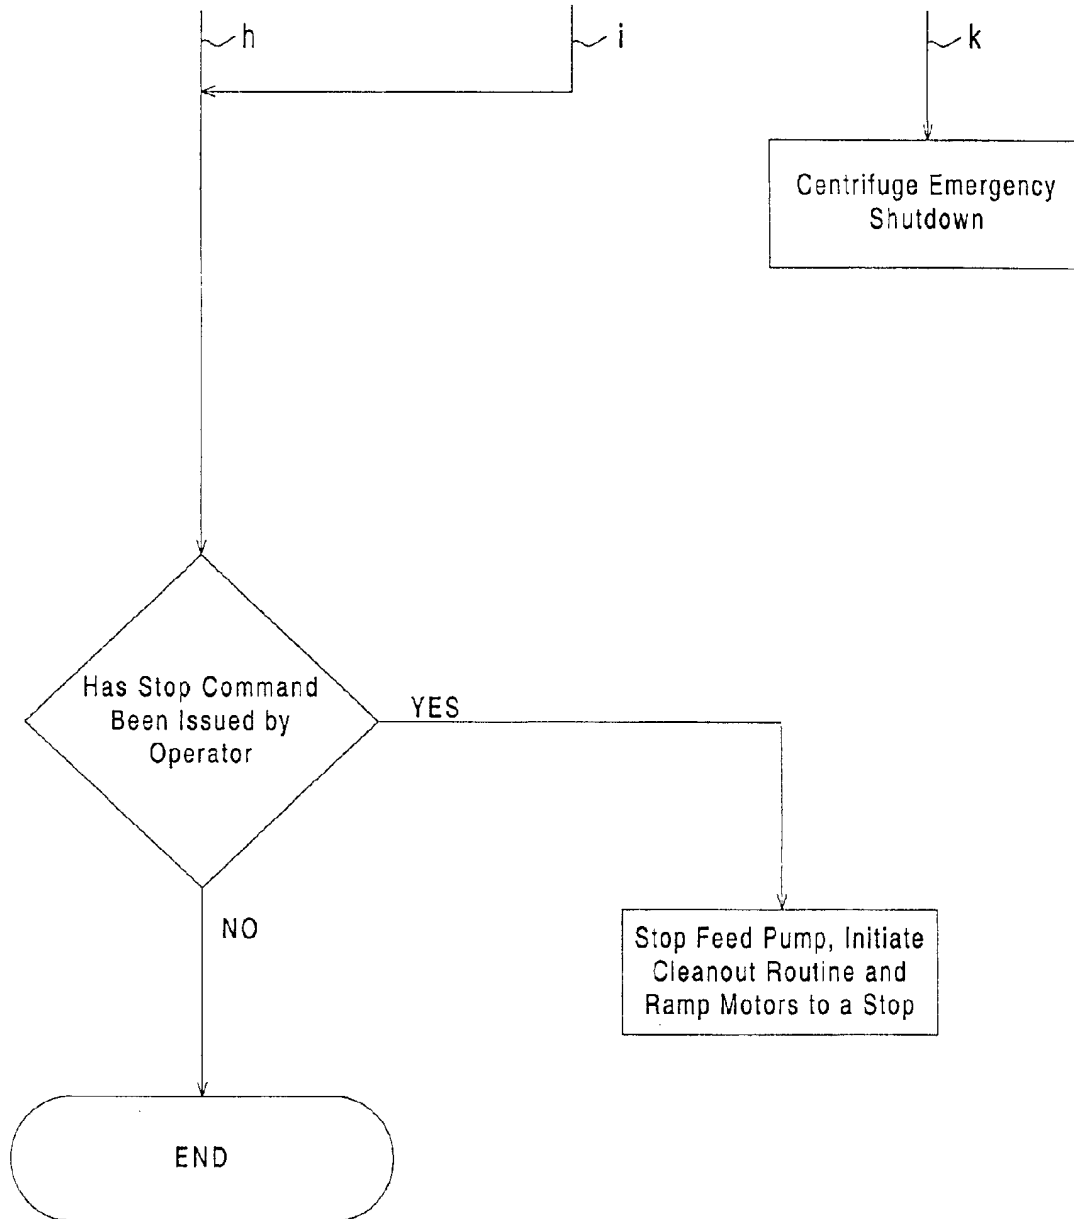 h
i
k
Centrifuge Emergency
Shutdown
Has Stop Command
Been Issued by
Operator
YES
NO
Stop Feed Pump, Initiate
Cleanout Routine and
Ramp Motors to a Stop
END